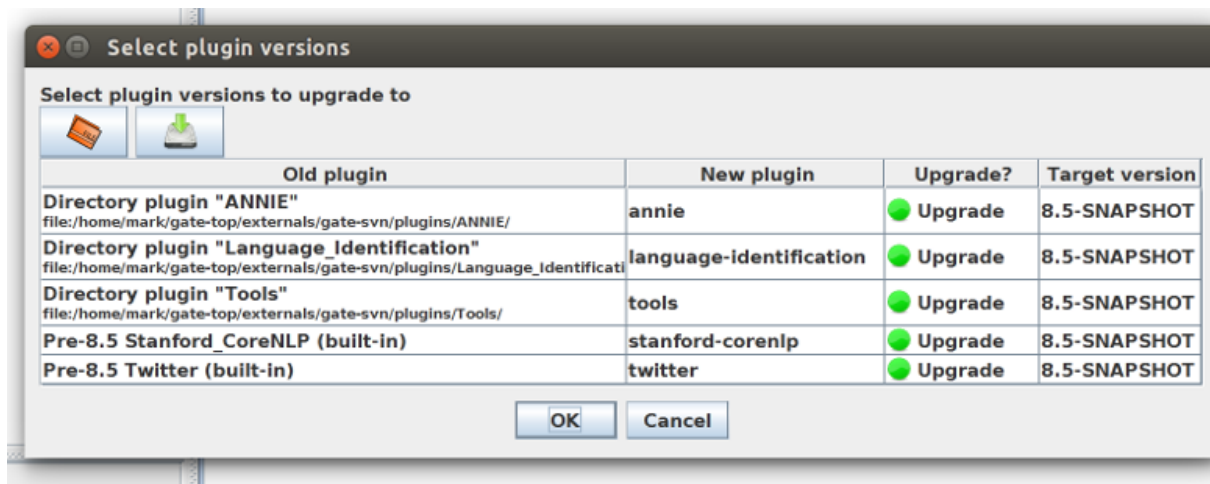 Select plugin versions
Select plugin versions to upgrade to
Old plugin New plugin Upgrade? Target version
Directory plugin "ANNIE"
file:/home/mark/gate-top/externals/gate-svn/plugins/ANNIE/
annie Upgrade 8.5-SNAPSHOT
Directory plugin "Language_Identification"
file:/home/mark/gate-top/externals/gate-svn/plugins/Language_Identificati
language-identification Upgrade 8.5-SNAPSHOT
Directory plugin "Tools"
file:/home/mark/gate-top/externals/gate-svn/plugins/Tools/
tools Upgrade 8.5-SNAPSHOT
Pre-8.5 Stanford_CoreNLP (built-in) stanford-corenlp Upgrade 8.5-SNAPSHOT
Pre-8.5 Twitter (built-in) twitter Upgrade 8.5-SNAPSHOT
OK Cancel